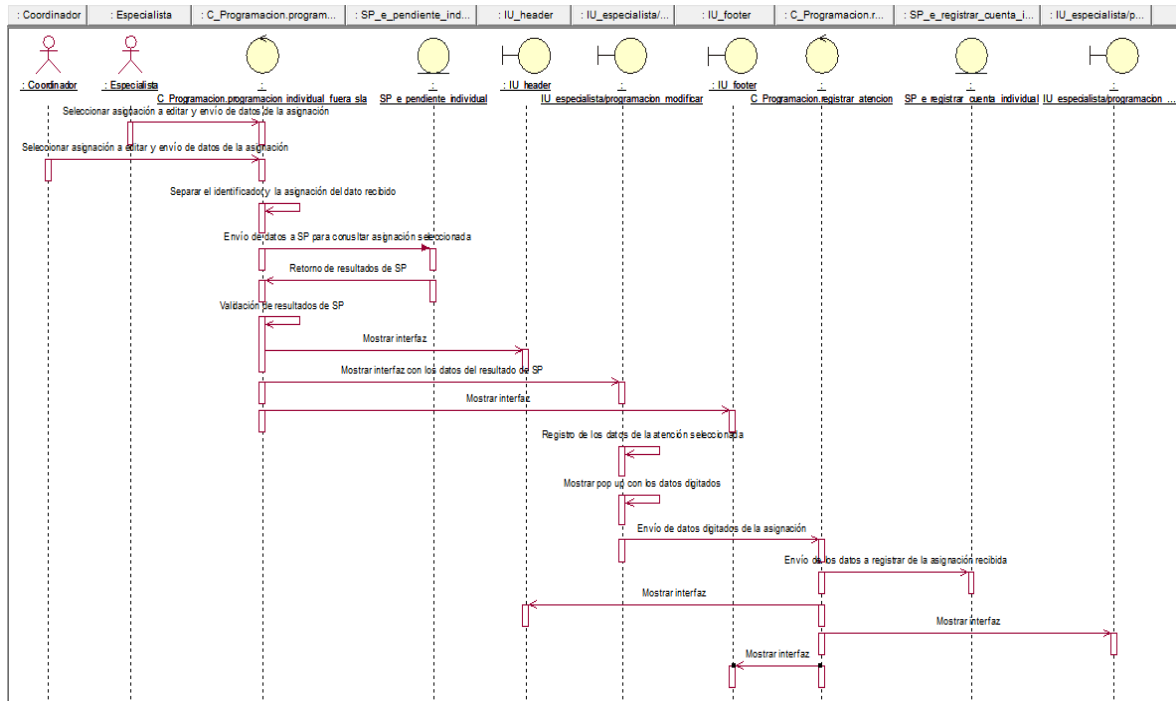 : Coordinador
: Especialista
: C_Programacion.program...
: SP_e_pendiente_ind...
: IU_header
: IU_especialista/...
: IU_footer
: C_Programacion.r...
: SP_e_registrar_cuenta_i...
: IU_especialista/p...
: Coordinador
: Especialista
:
C_Programacion.programacion_individual_fuera_sla
:
SP_e_pendiente_individual
: IU_header
:
IU_especialista/programacion_modificar
: IU_footer
:
C_Programacion.registrar_atencion
:
SP_e_registrar_cuenta_individual
:
IU_especialista/programacion_...
Seleccionar asignación a editar y envío de datos de la asignación
Seleccionar asignación a editar y envío de datos de la asignación
Separar el identificador y la asignación del dato recibido
Envío de datos a SP para conusltar asignación seleccionada
Retorno de resultados de SP
Validación de resultados de SP
Mostrar interfaz
Mostrar interfaz con los datos del resultado de SP
Mostrar interfaz
Registro de los datos de la atención seleccionada
Mostrar pop up con los datos digitados
Envío de datos digitados de la asignación
Envío de los datos a registrar de la asignación recibida
Mostrar interfaz
Mostrar interfaz
Mostrar interfaz